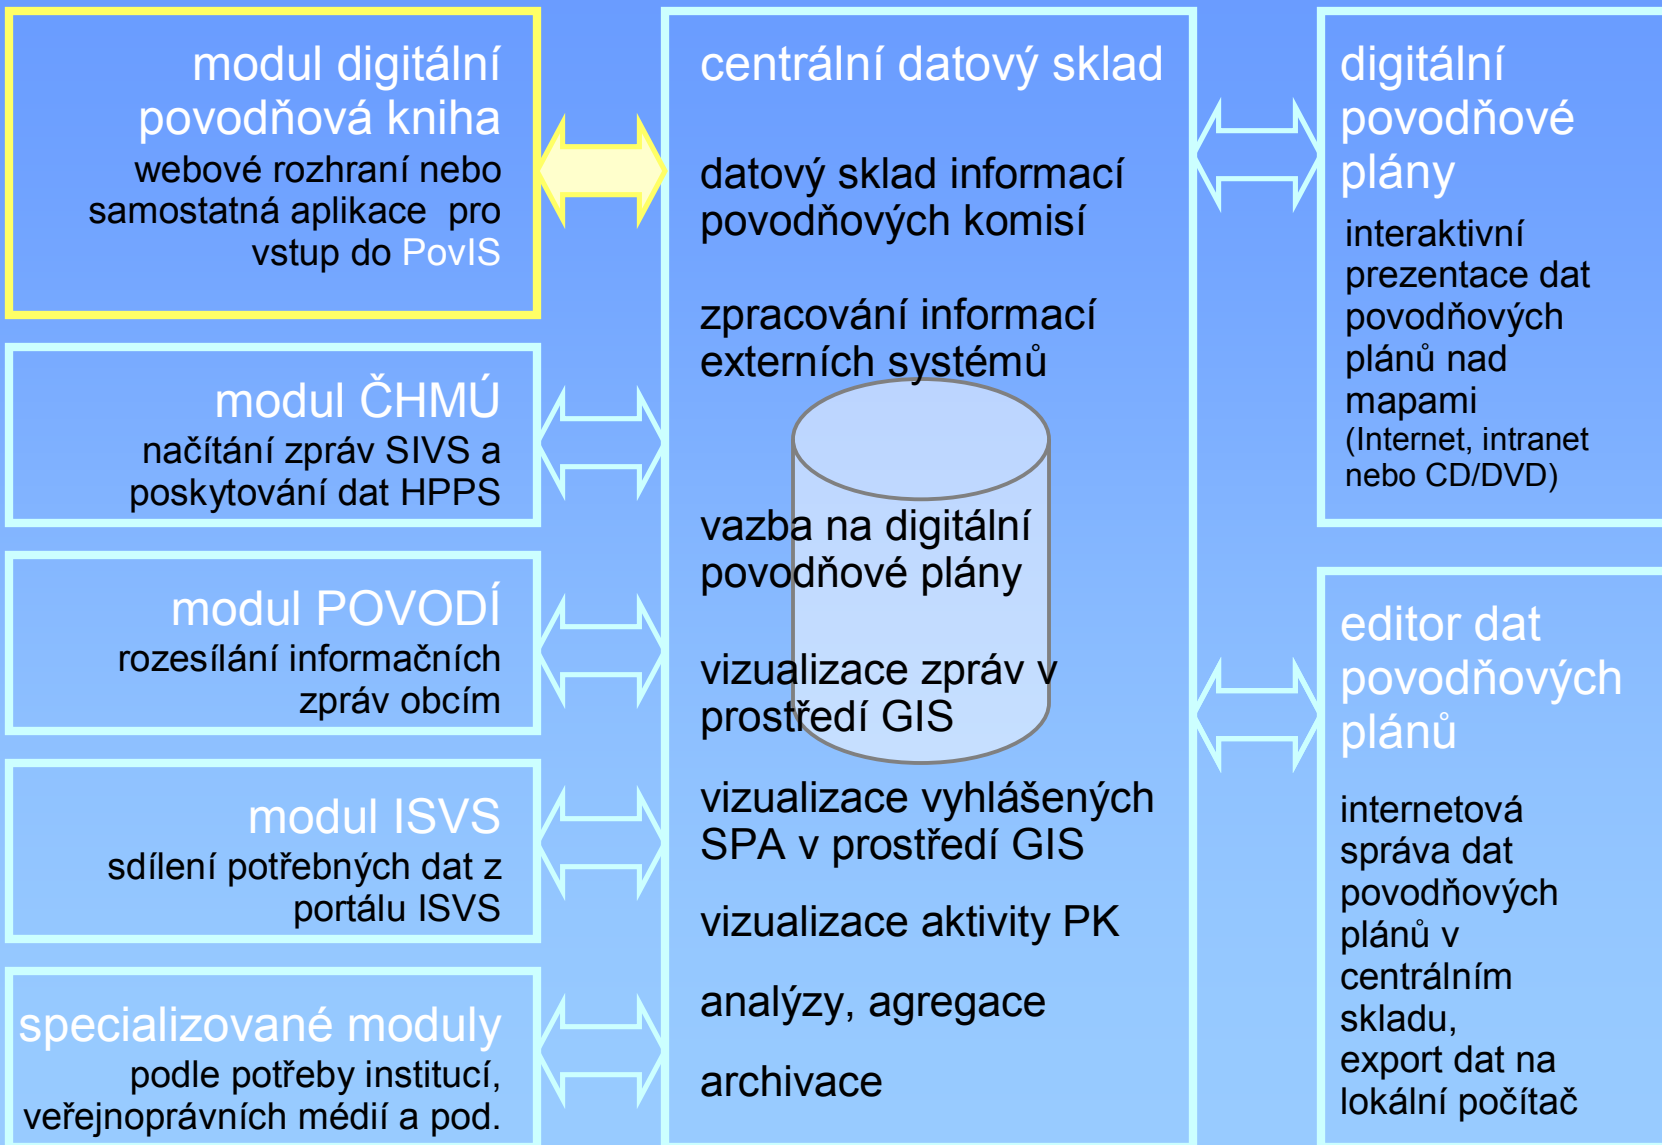 modul digitální
povodňová kniha
webové rozhraní nebo
samostatná aplikace pro
vstup do PovIS
modul ČHMÚ
načítání zpráv SIVS a
poskytování dat HPPS
modul POVODÍ
rozesílání informačních
zpráv obcím
modul ISVS
sdílení potřebných dat z
portálu ISVS
specializované moduly
podle potřeby institucí,
veřejnoprávních médií a pod.
centrální datový sklad
datový sklad informací
povodňových komisí
zpracování informací
externích systémů
vazba na digitální
povodňové plány
vizualizace zpráv v
prostředí GIS
vizualizace vyhlášených
SPA v prostředí GIS
vizualizace aktivity PK
analýzy, agregace
archivace
digitální
povodňové
plány
interaktivní
prezentace dat
povodňových
plánů nad
mapami
(Internet, intranet
nebo CD/DVD)
editor dat
povodňových
plánů
internetová
správa dat
povodňových
plánů v
centrálním
skladu,
export dat na
lokální počítač